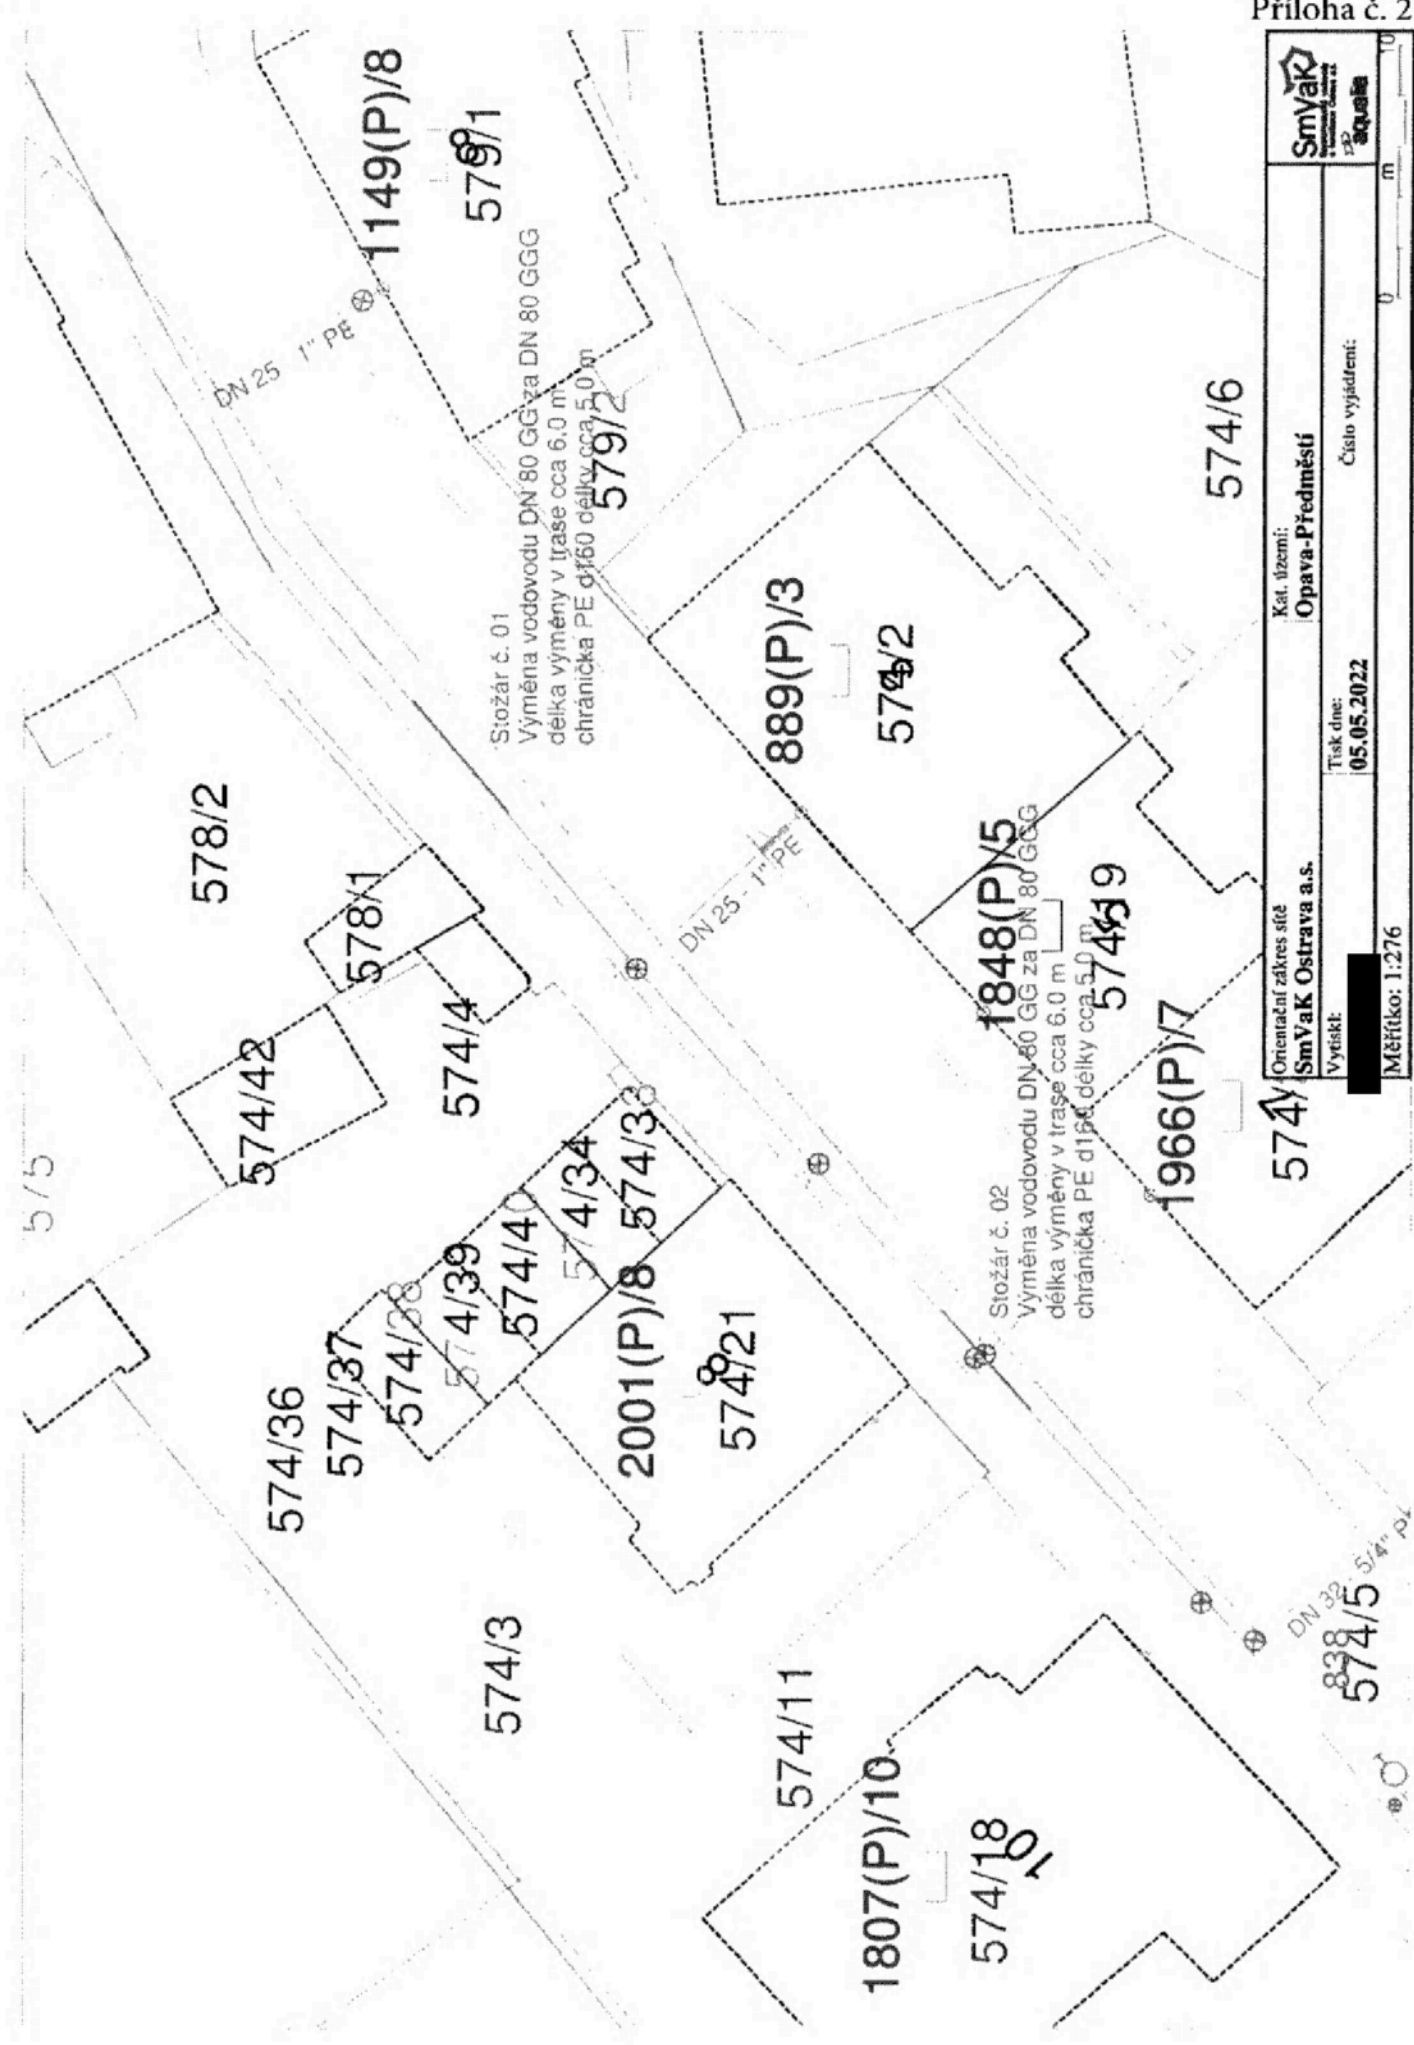 Příloha č. 2
1149(P)/8
579/1
DN 25 - 1" PE
Stožár č. 01
Výměna vodovodu DN 80 GG za DN 80 GGG
délka výměny v trase cca 6.0 m
chránička PE d160 délky cca 5.0 m
579/2
578/2
578/1
574/42
574/4
575
889(P)/3
574/6
DN 25 - 1" PE
1848(P)/5
Stožár č. 02
Výměna vodovodu DN 80 GG za DN 80 GGG
délka výměny v trase cca 6.0 m
chránička PE d160 délky cca 5.0 m
1966(P)/7
574/33
574/34
574/40
574/39
574/38
574/37
574/36
2001(P)/8
8
574/21
574/3
574/11
1807(P)/10
574/18
10
DN 32 - 5/4"
838
574/5
Orientační zákres sítě
SmVaK Ostrava a.s.
Kat. území:
Opava-Předměstí
Vytiskl:
Tisk dne:
05.05.2022
Číslo vyjádření:
Měřítko: 1:276
0
m
10
SmVaK
aqualia